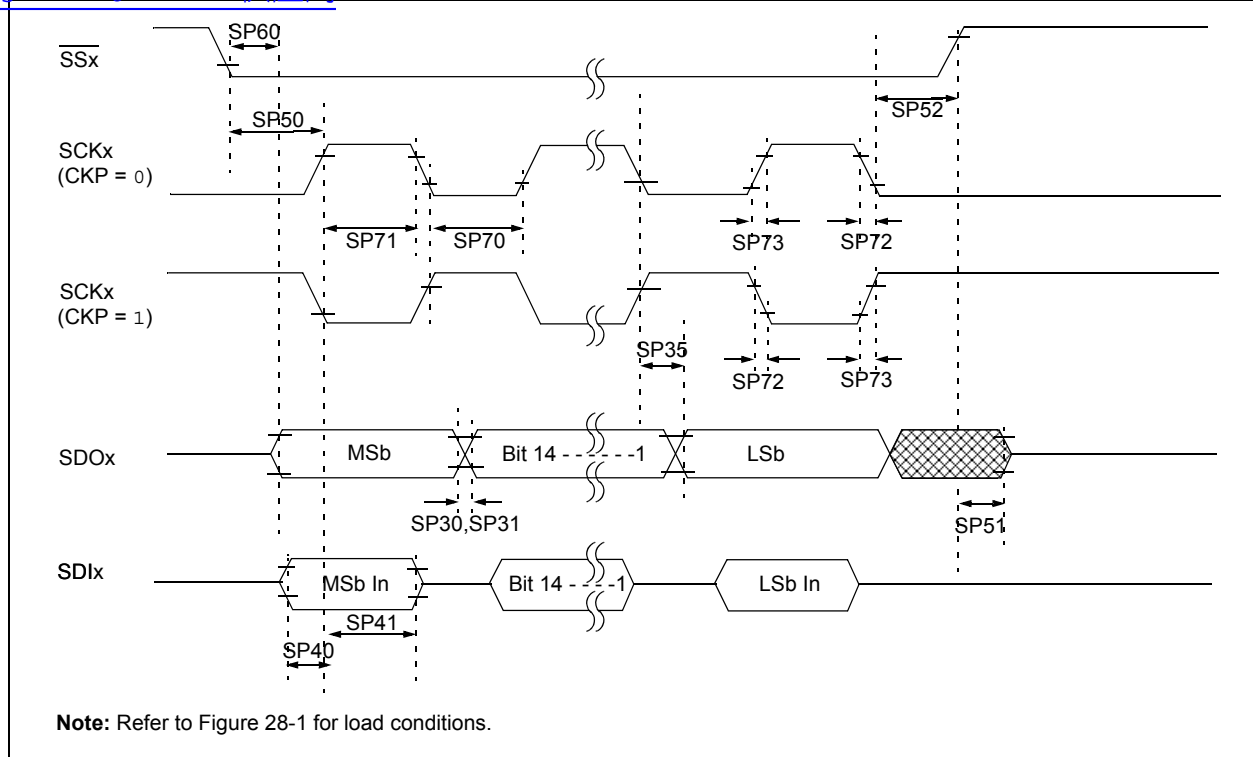 SP60
SSx
SP50
SP52
SCKx
(CKP = 0)
SP71
SP70
SP73
SP72
SCKx
(CKP = 1)
SP35
SP72
SP73
SDOx
MSb
Bit 14 - - - - - -1
LSb
SP30,SP31
SP51
SDIx
MSb In
Bit 14 - - - -1
LSb In
SP41
SP40
Note: Refer to Figure 28-1 for load conditions.